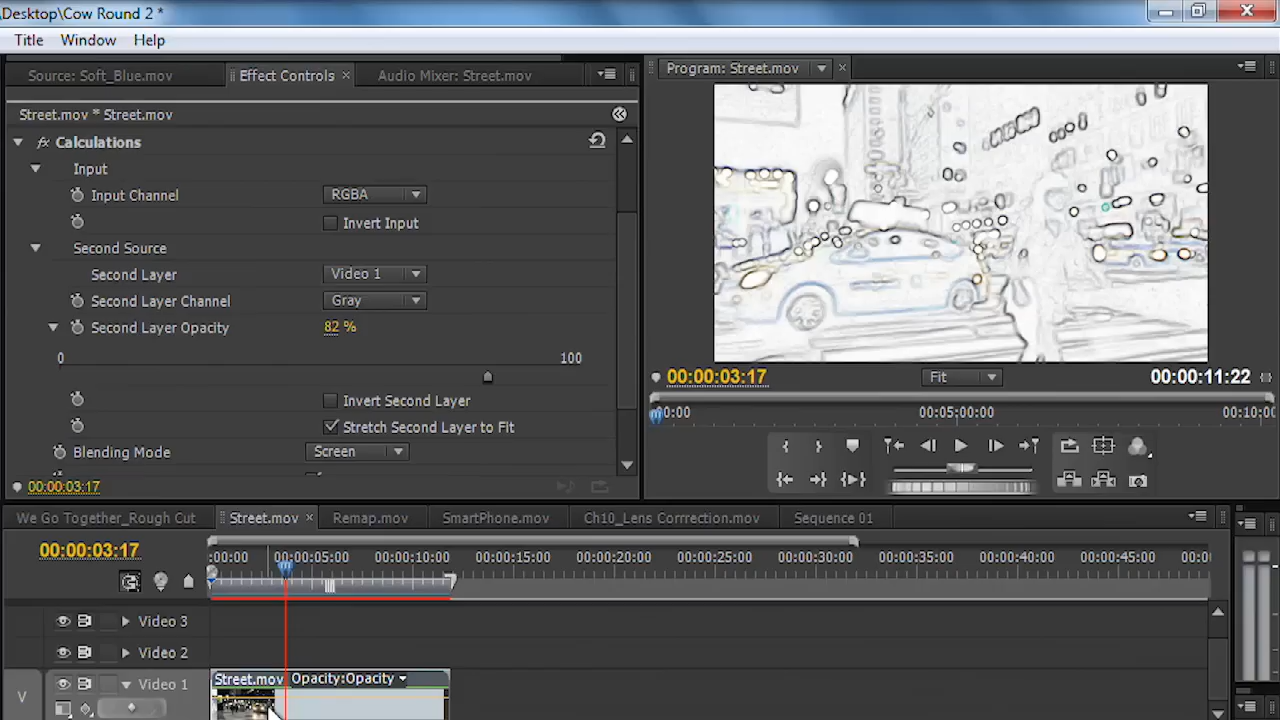 Desktop\Cow Round 2 *
Title Window Help
Source: Soft_Blue.mov Effect Controls × Audio Mixer: Street.mov
Street.mov * Street.mov
fx Calculations
Input
Input Channel RGBA
Invert Input
Second Source
Second Layer Video 1
Second Layer Channel Gray
Second Layer Opacity 82 %
0 100
Invert Second Layer
Stretch Second Layer to Fit
Blending Mode Screen
00:00:03:17
Program: Street.mov ×
00:00:03:17 Fit 00:00:11:22
00:00 00:05:00:00 00:10:0
We Go Together_Rough Cut Street.mov × Remap.mov SmartPhone.mov Ch10_Lens Corrrection.mov Sequence 01
00:00:03:17
:00:00 00:00:05:00 00:00:10:00 00:00:15:00 00:00:20:00 00:00:25:00 00:00:30:00 00:00:35:00 00:00:40:00 00:00:45:00 00:0
Video 3
Video 2
V Video 1
Street.mov Opacity:Opacity